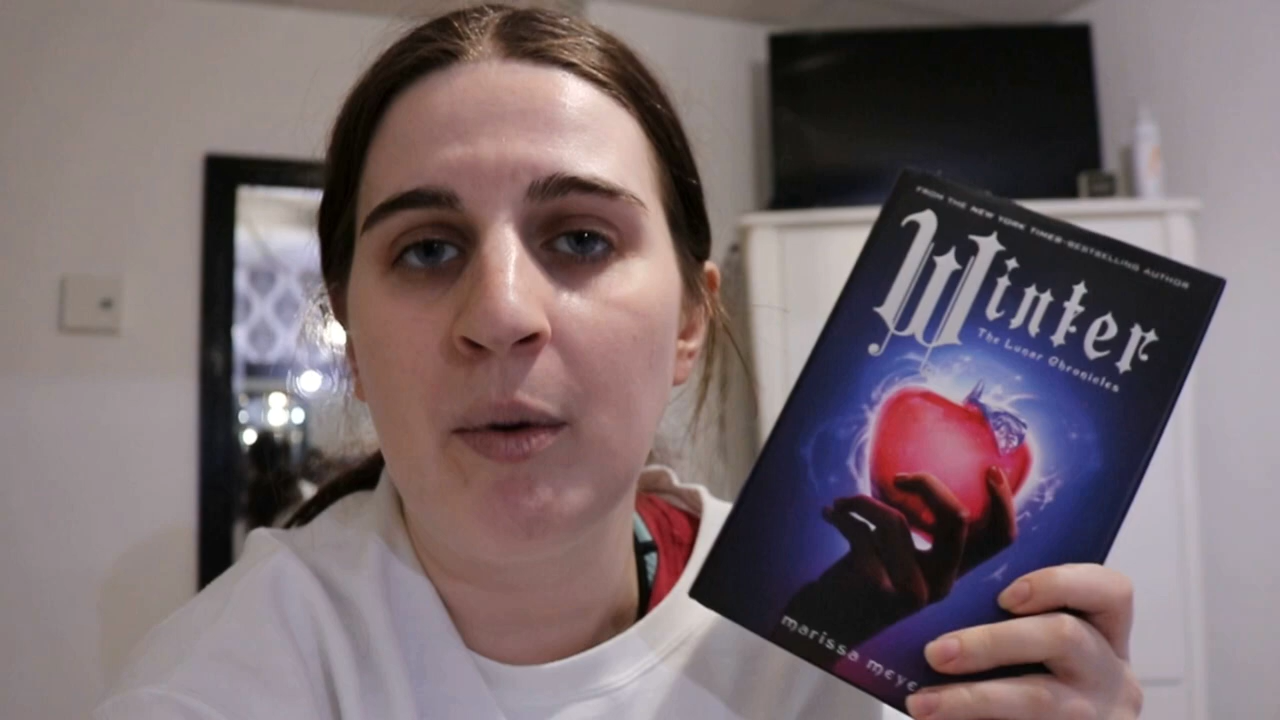 FROM THE NEW YORK TIMES-BESTSELLING AUTHOR
Winter
The Lunar Chronicles
marissa meye